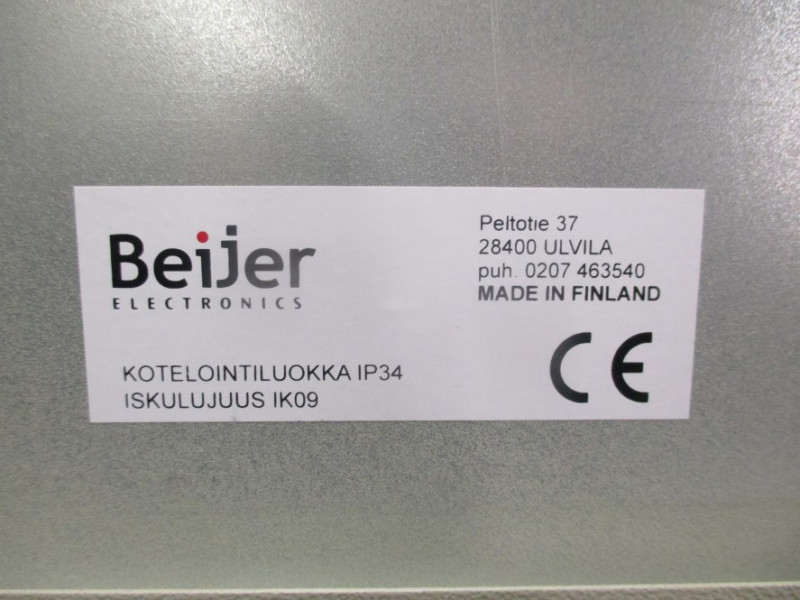 Beijer
ELECTRONICS
Peltotie 37
28400 ULVILA
puh. 0207 463540
MADE IN FINLAND
CE
KOTELOINTILUOKKA IP34
ISKULUJUUS IK09